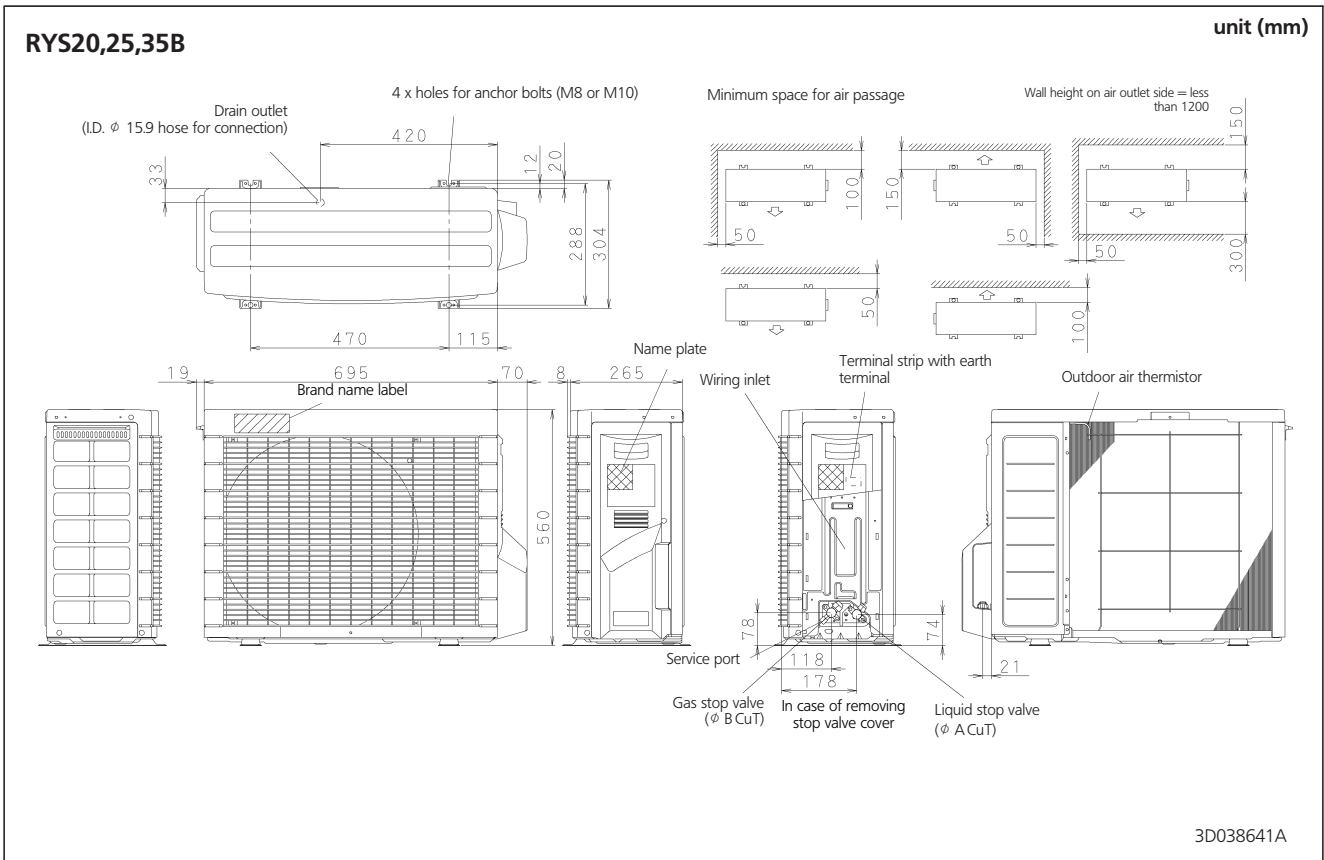 RYS20,25,35B
unit (mm)
4 x holes for anchor bolts (M8 or M10)
Drain outlet
(I.D. ϕ 15.9 hose for connection)
420
33
12
20
288
304
470
115
Minimum space for air passage
Wall height on air outlet side = less
than 1200
50
100
150
50
150
50
300
50
100
Name plate
Wiring inlet
Terminal strip with earth
terminal
Outdoor air thermistor
19
695
70
8
265
Brand name label
560
78
74
118
178
21
Service port
Gas stop valve
(ϕ B CuT)
In case of removing
stop valve cover
Liquid stop valve
(ϕ A CuT)
3D038641A